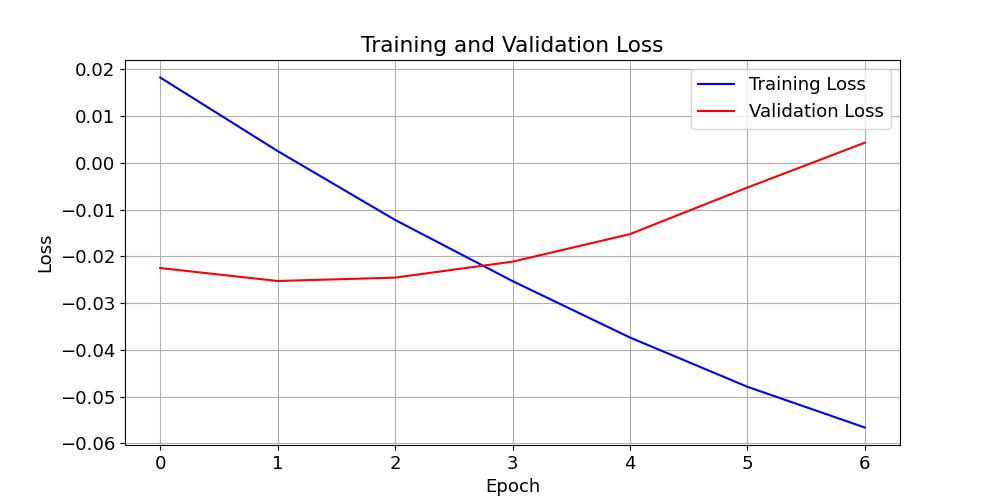 Training and Validation Loss
Training Loss
Validation Loss
0.02
0.01
0.00
−0.01
−0.02
−0.03
−0.04
−0.05
−0.06
Loss
0 1 2 3 4 5 6
Epoch